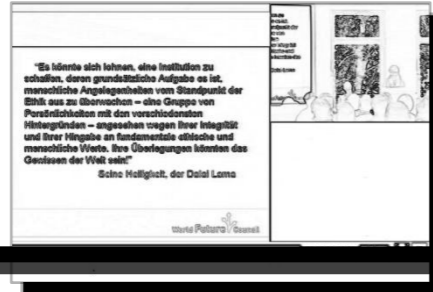 "Es könnte sich lohnen, eine Institution zu
schaffen, deren grundsätzliche Aufgabe es ist,
menschliche Angelegenheiten vom Standpunkt der
Ethik aus zu überwachen – eine Gruppe von
Persönlichkeiten mit den verschiedensten
Hintergründen – angesehen wegen ihrer Integrität
und ihrer Hingabe an fundamentale ethische und
menschliche Werte. Ihre Überlegungen könnten das
Gewissen der Welt sein!"
Seine Heiligkeit, der Dalai Lama
World Future Council